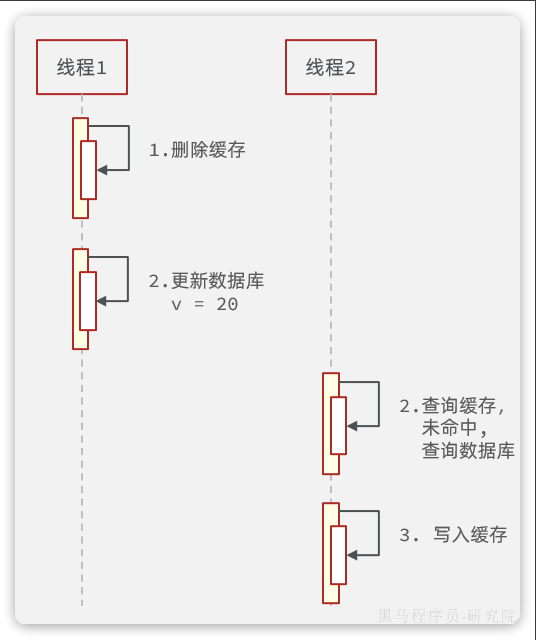 线程1
线程2
1.删除缓存
2.更新数据库
v = 20
2.查询缓存,
未命中,
查询数据库
3. 写入缓存
黑马程序员-研究院